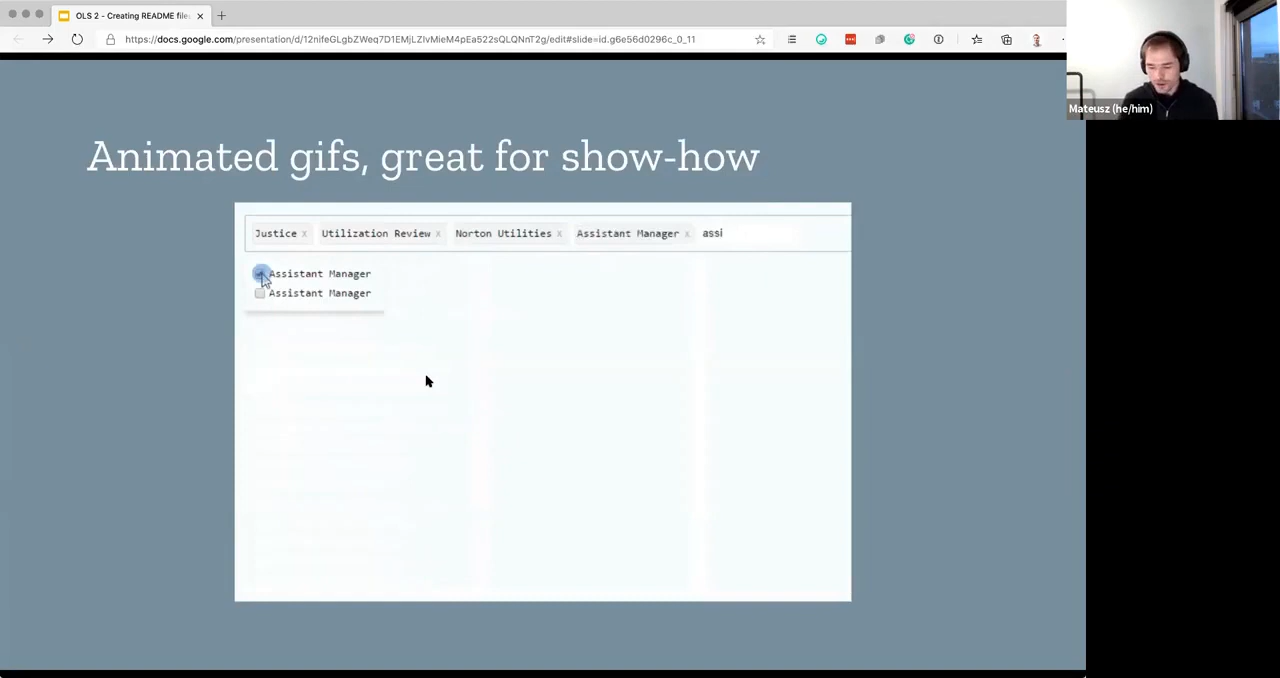 OLS 2 - Creating README file
https://docs.google.com/presentation/d/12nifeGLgbZWeq7D1EMjLZIvMieM4pEa522sQLQNnT2g/edit#slide=id.g6e56d0296c_0_11
Mateusz (he/him)
Animated gifs, great for show-how
Justice x Utilization Review x Norton Utilities x Assistant Manager x assi
Assistant Manager
Assistant Manager